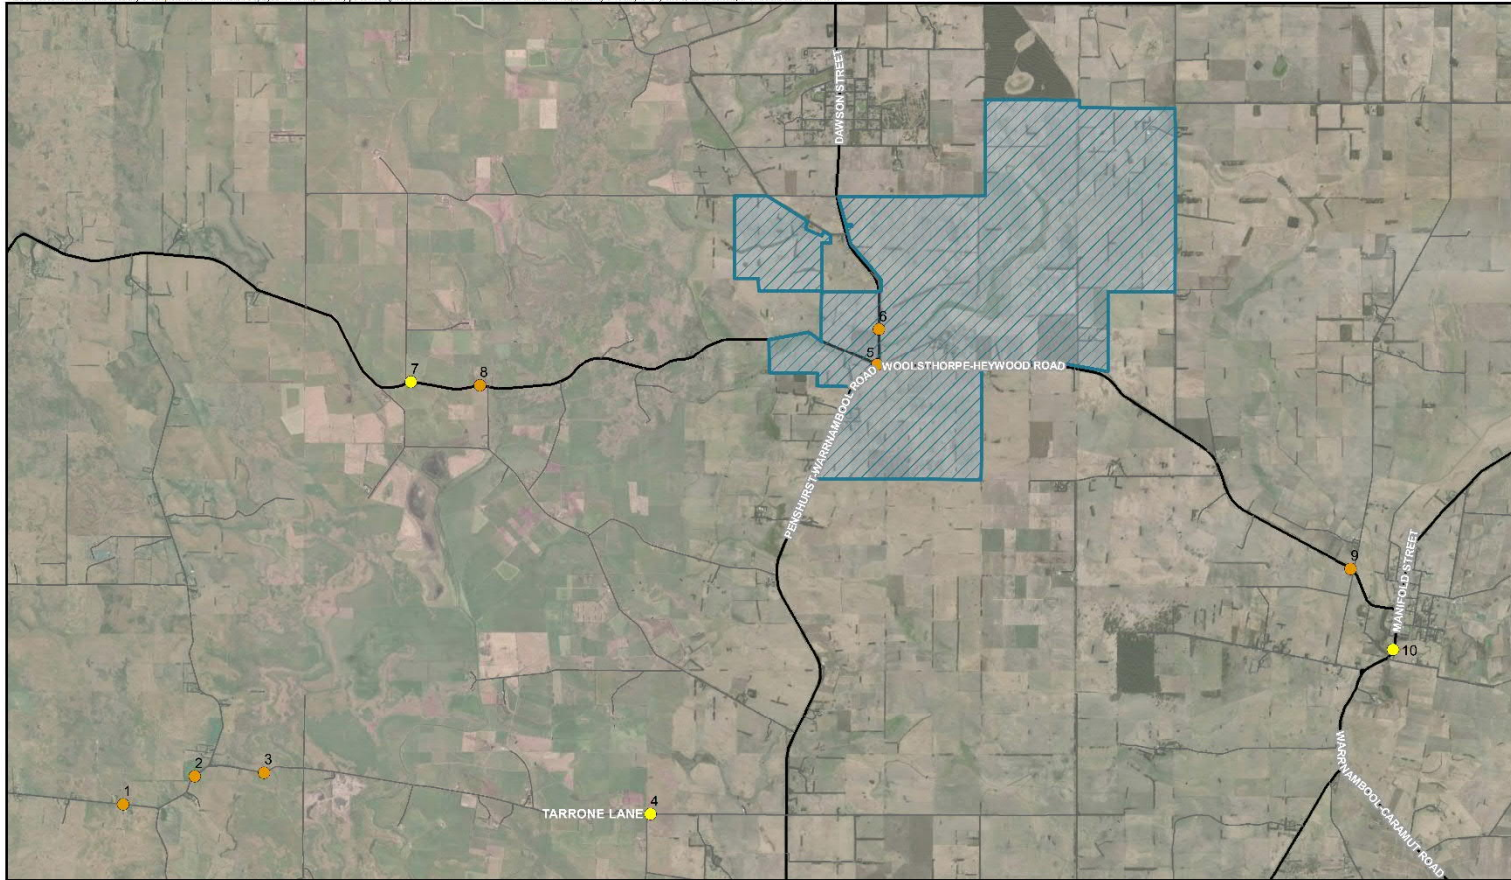 DAWSON STREET
6
5
WOOLSTHORPE-HEYWOOD ROAD
7
8
PENSHURST-WARRNAMBOOL ROAD
9
MANIFOLD STREET
10
WARRNAMBOOL-CARAMUT ROAD
2
3
1
4
TARRONE LANE